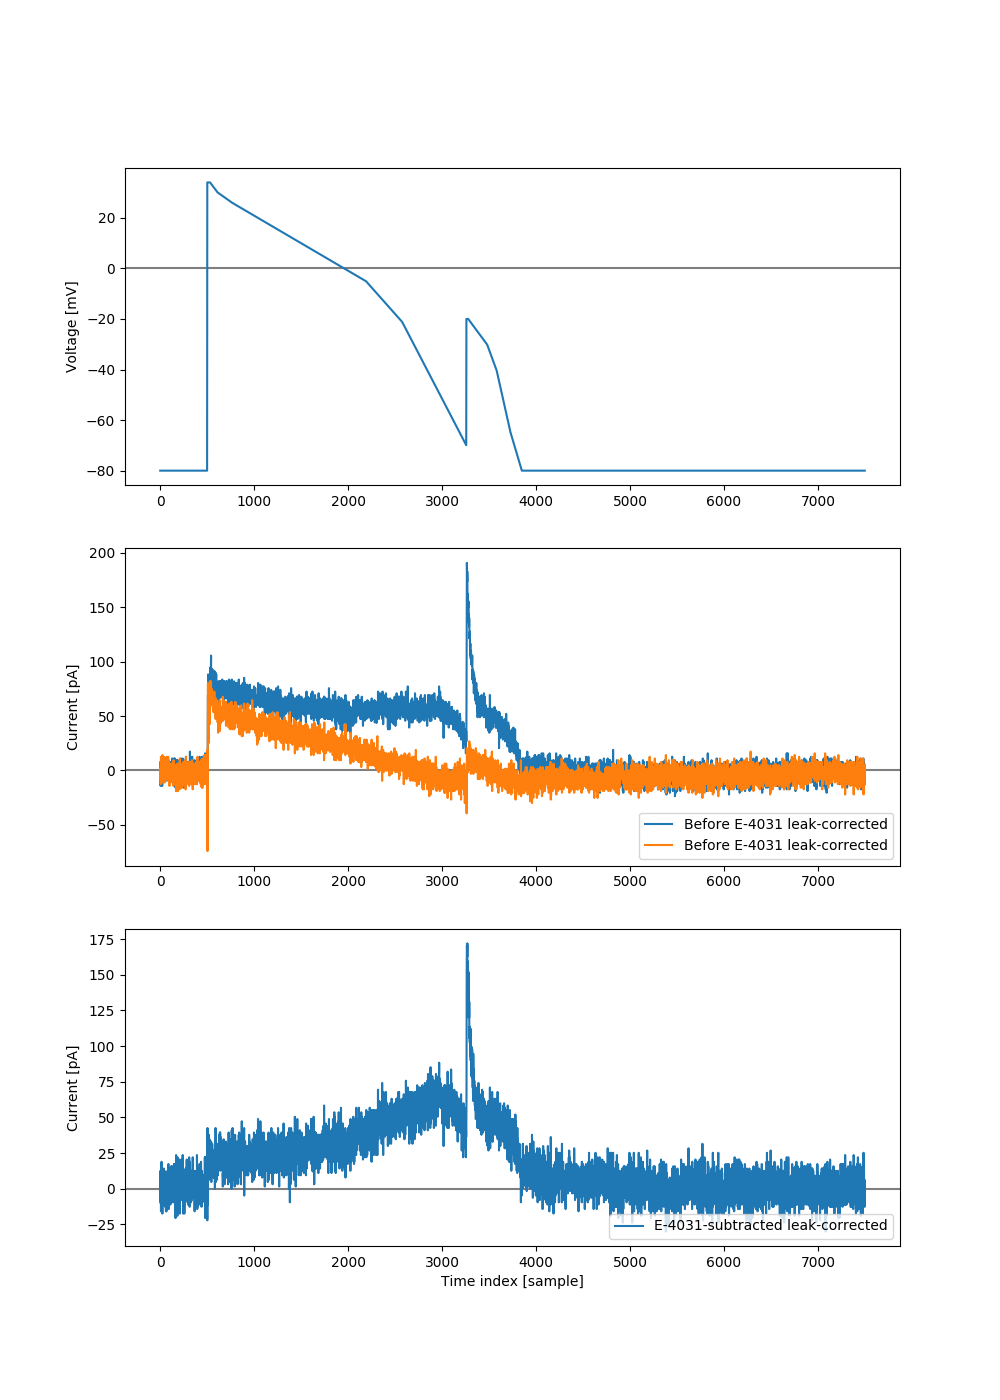 Voltage [mV]
20
0
−20
−40
−60
−80
0 1000 2000 3000 4000 5000 6000 7000
Current [pA]
200
150
100
50
0
−50
Before E-4031 leak-corrected
Before E-4031 leak-corrected
0 1000 2000 3000 4000 5000 6000 7000
Current [pA]
175
150
125
100
75
50
25
0
−25
E-4031-subtracted leak-corrected
0 1000 2000 3000 4000 5000 6000 7000
Time index [sample]